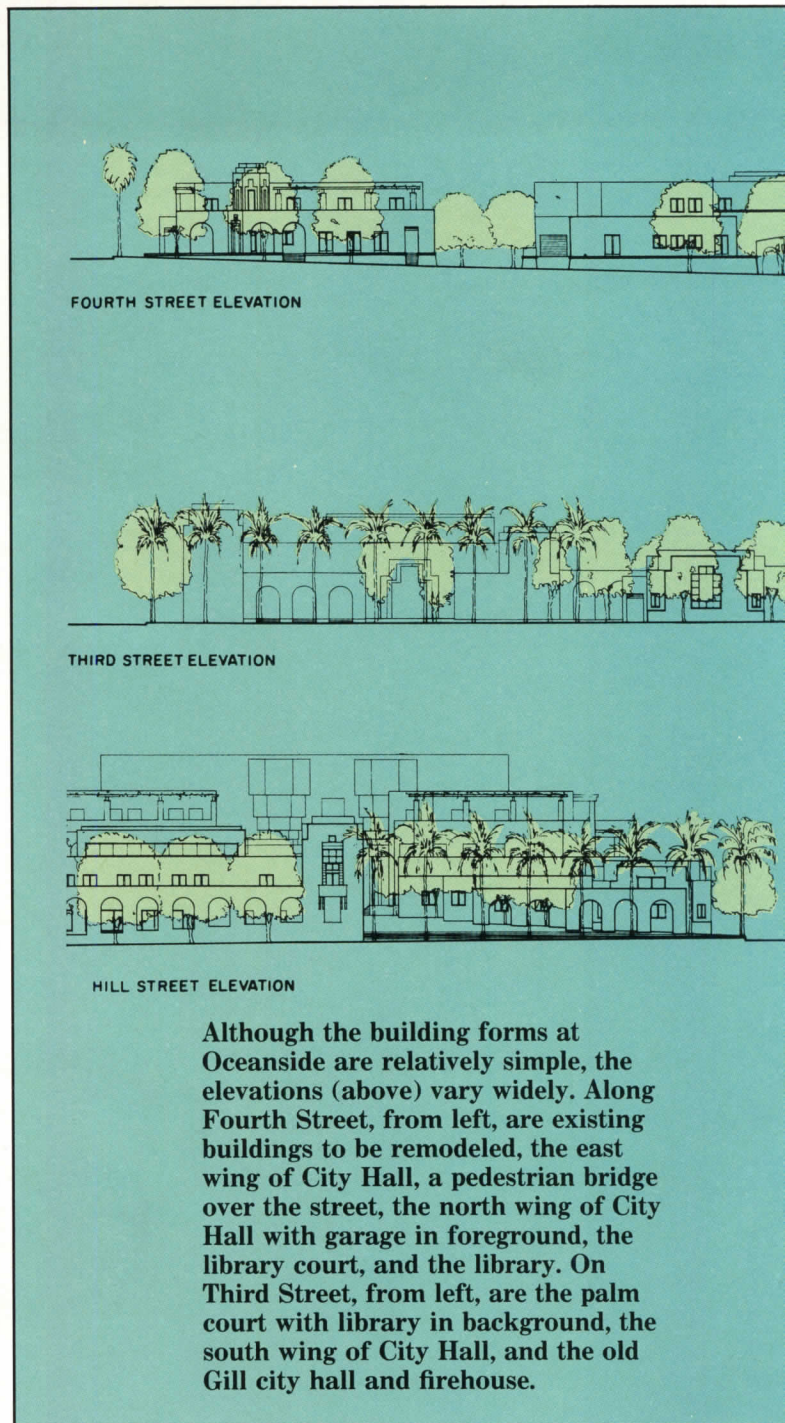 FOURTH STREET ELEVATION
THIRD STREET ELEVATION
HILL STREET ELEVATION
Although the building forms at
Oceanside are relatively simple, the
elevations (above) vary widely. Along
Fourth Street, from left, are existing
buildings to be remodeled, the east
wing of City Hall, a pedestrian bridge
over the street, the north wing of City
Hall with garage in foreground, the
library court, and the library. On
Third Street, from left, are the palm
court with library in background, the
south wing of City Hall, and the old
Gill city hall and firehouse.